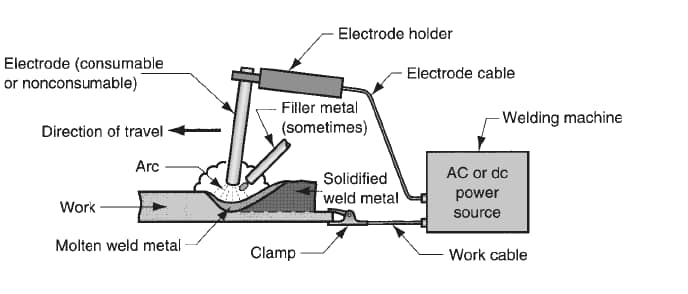 Electrode holder
Electrode (consumable
or nonconsumable)
Electrode cable
Filler metal
(sometimes)
Welding machine
Direction of travel
Arc
Solidified
weld metal
AC or dc
power
source
Work
Molten weld metal
Clamp
Work cable